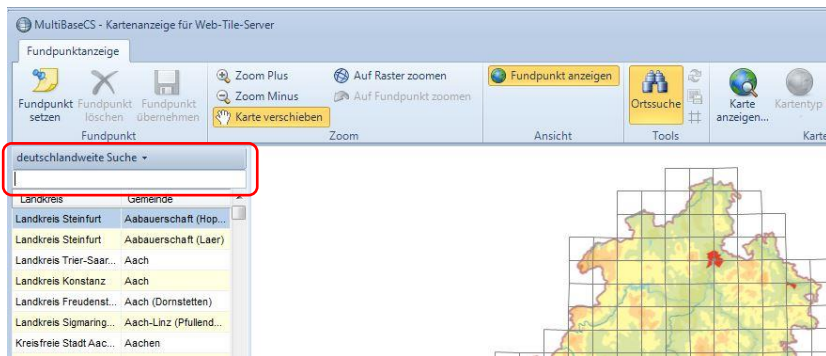 MultiBaseCS - Kartenanzeige für Web-Tile-Server
Fundpunktanzeige
Fundpunkt setzen
Fundpunkt löschen
Fundpunkt übernehmen
Fundpunkt
Zoom Plus
Zoom Minus
Karte verschieben
Auf Raster zoomen
Auf Fundpunkt zoomen
Zoom
Fundpunkt anzeigen
Ansicht
Ortssuche
Tools
Karte anzeigen...
Kartentyp
Karte
deutschlandweite Suche
Landkreis Gemeinde
Landkreis Steinfurt Aabauerschaft (Hop...
Landkreis Steinfurt Aabauerschaft (Laer)
Landkreis Trier-Saar... Aach
Landkreis Konstanz Aach
Landkreis Freudenst... Aach (Dornstetten)
Landkreis Sigmaring... Aach-Linz (Pfullend...
Kreisfreie Stadt Aac... Aachen